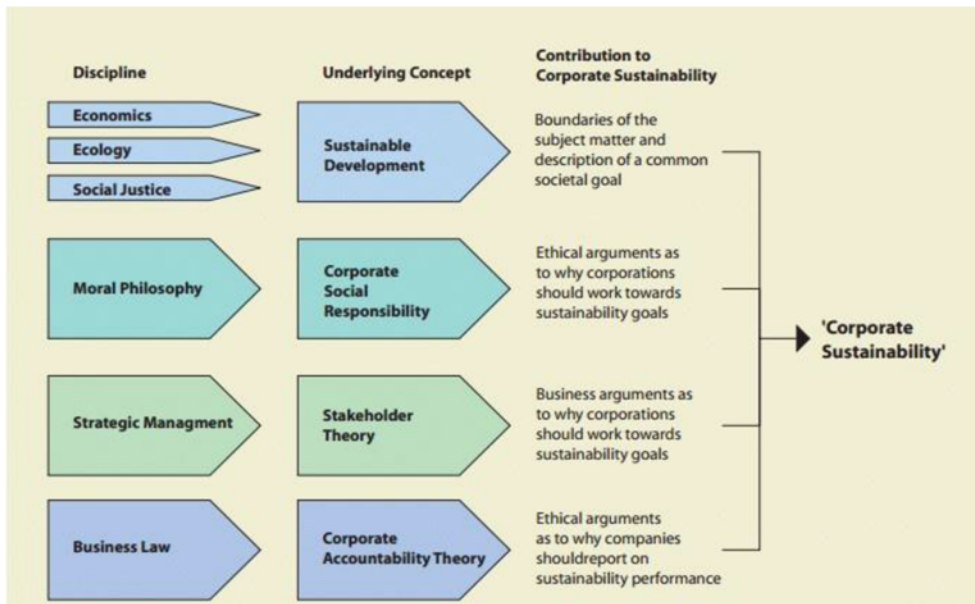 Discipline
Underlying Concept
Contribution to
Corporate Sustainability
Economics
Ecology
Social Justice
Sustainable
Development
Boundaries of the
subject matter and
description of a common
societal goal
Moral Philosophy
Corporate
Social
Responsibility
Ethical arguments as
to why corporations
should work towards
sustainability goals
Strategic Managment
Stakeholder
Theory
Business arguments as
to why corporations
should work towards
sustainability goals
Business Law
Corporate
Accountability Theory
Ethical arguments
as to why companies
shouldreport on
sustainability performance
'Corporate
Sustainability'